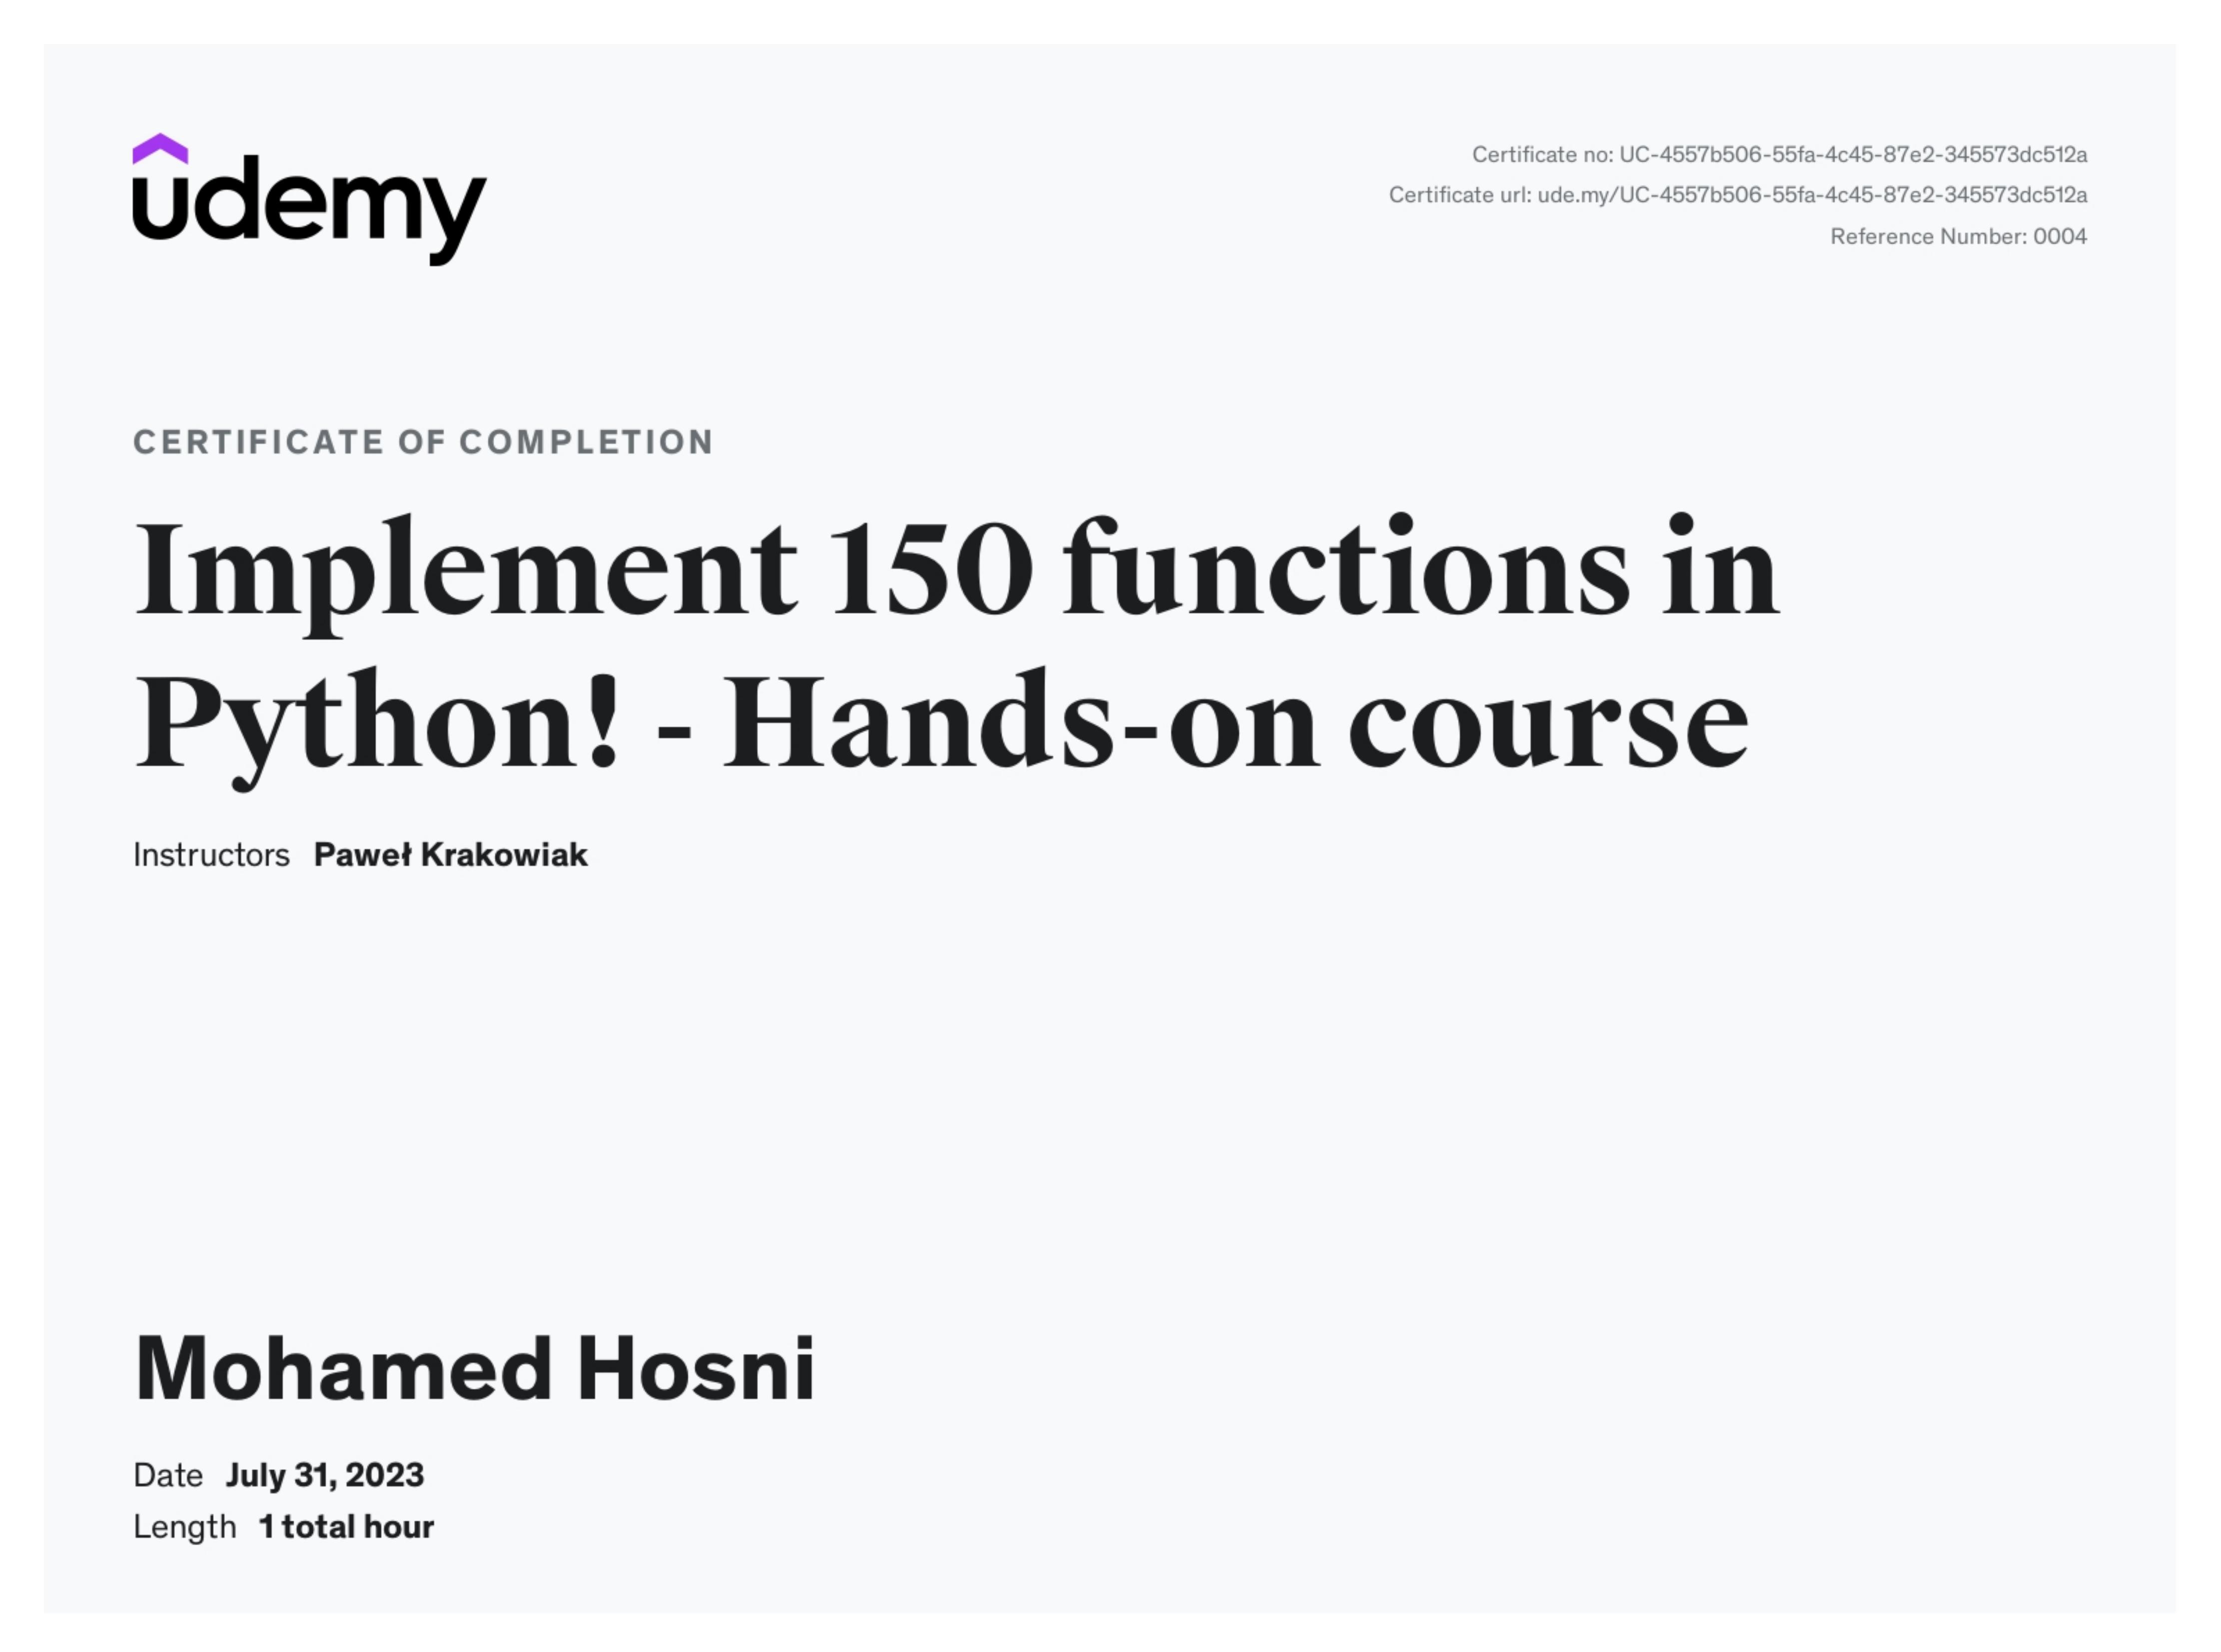 udemy
Certificate no: UC-4557b506-55fa-4c45-87e2-345573dc512a
Certificate url: ude.my/UC-4557b506-55fa-4c45-87e2-345573dc512a
Reference Number: 0004
CERTIFICATE OF COMPLETION
Implement 150 functions in
Python! - Hands-on course
Instructors Paweł Krakowiak
Mohamed Hosni
Date July 31, 2023
Length 1 total hour